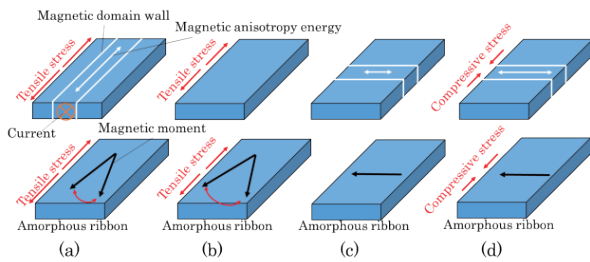 Magnetic domain wall
Magnetic anisotropy energy
Tensile stress
Tensile stress
Compressive stress
Current
Magnetic moment
Tensile stress
Tensile stress
Compressive stress
Amorphous ribbon
Amorphous ribbon
Amorphous ribbon
Amorphous ribbon
(a)
(b)
(c)
(d)